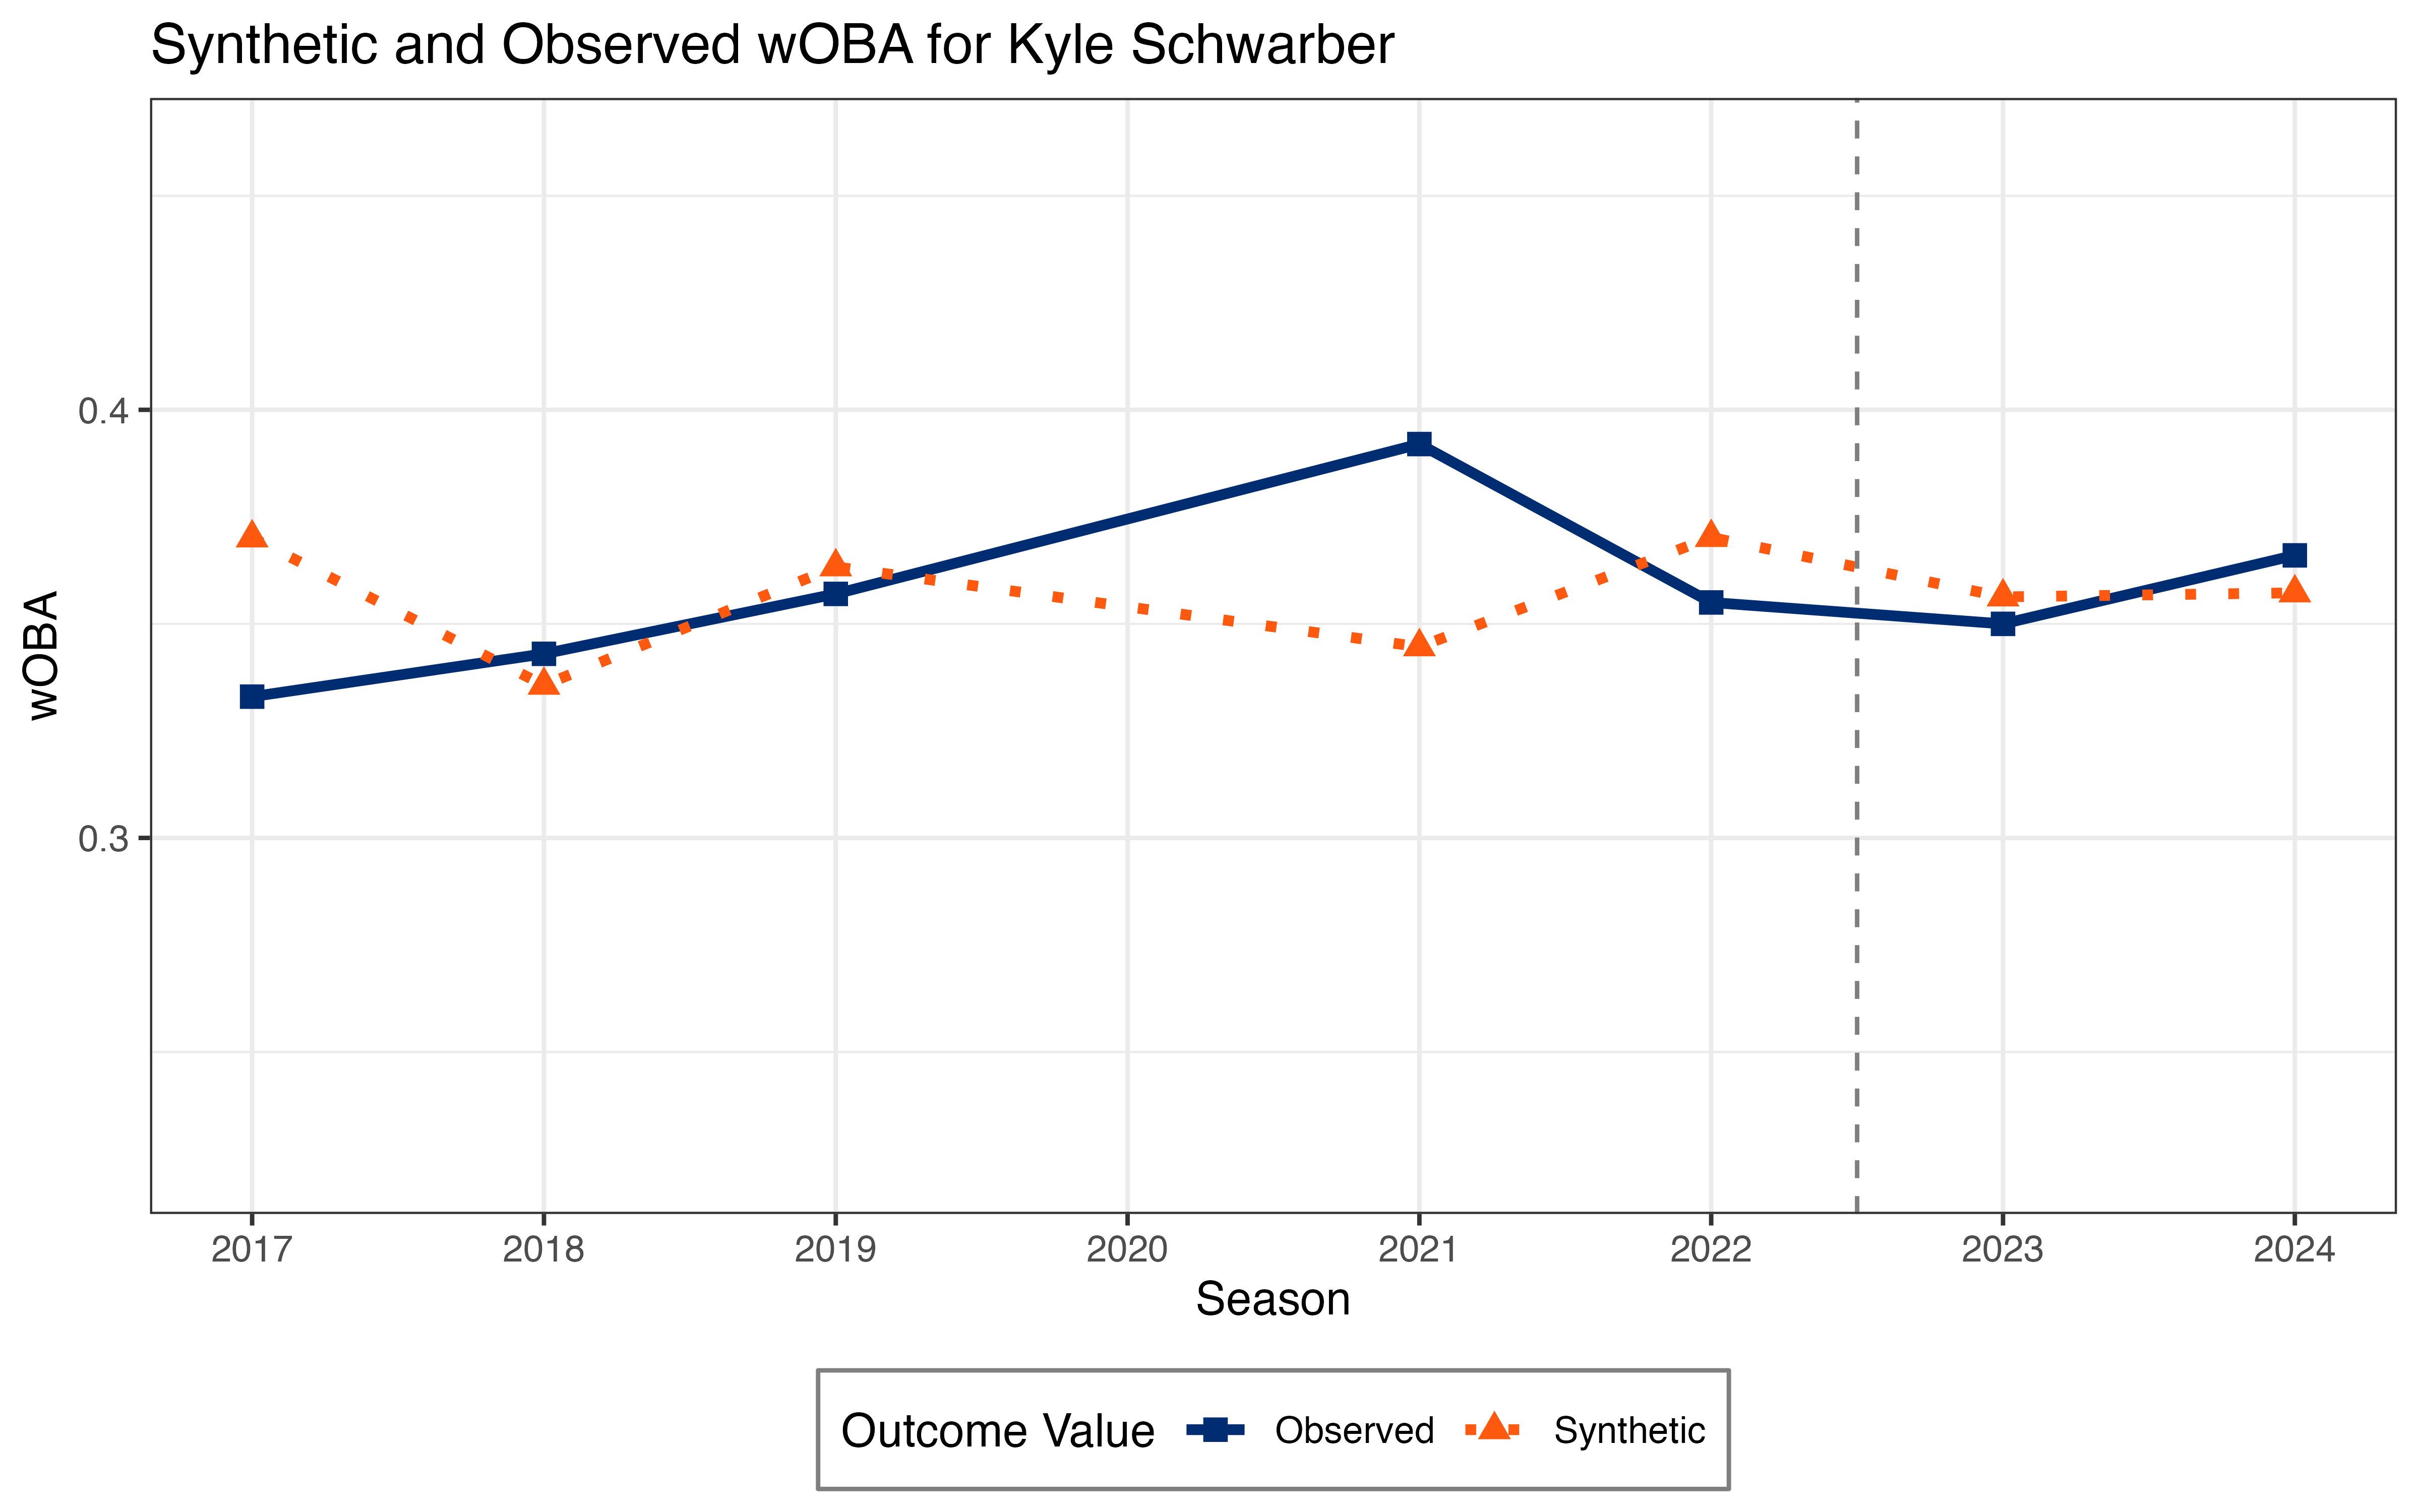 Synthetic and Observed wOBA for Kyle Schwarber
wOBA
0.4
0.3
2017 2018 2019 2020 2021 2022 2023 2024
Season
Outcome Value Observed Synthetic